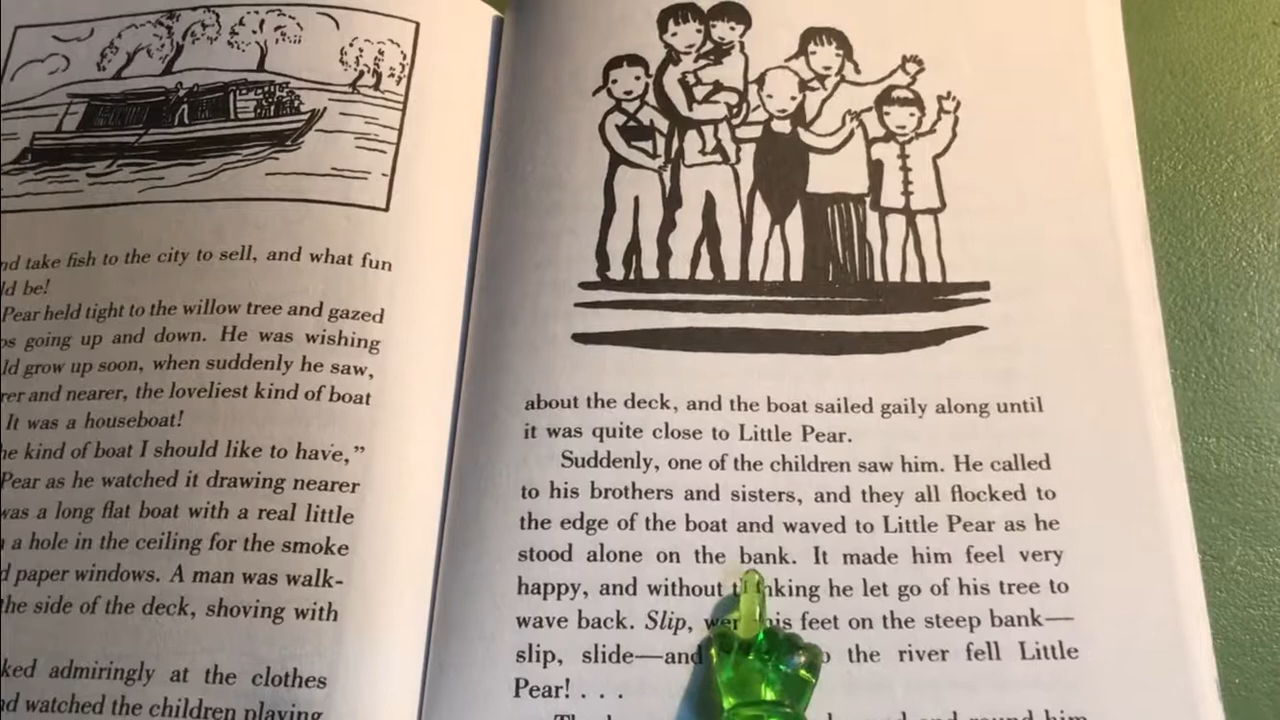 nd take fish to the city to sell, and what fun
ld be!
Pear held tight to the willow tree and gazed
going up and down. He was wishing
ld grow up soon, when suddenly he saw,
rer and nearer, the loveliest kind of boat
It was a houseboat!
he kind of boat I should like to have,”
Pear as he watched it drawing nearer
was a long flat boat with a real little
a hole in the ceiling for the smoke
d paper windows. A man was walk-
the side of the deck, shoving with
ked admiringly at the clothes
nd watched the children playing
about the deck, and the boat sailed gaily along until
it was quite close to Little Pear.
Suddenly, one of the children saw him. He called
to his brothers and sisters, and they all flocked to
the edge of the boat and waved to Little Pear as he
stood alone on the bank. It made him feel very
happy, and without thinking he let go of his tree to
wave back. Slip, his feet on the steep bank—
slip, slide—and the river fell Little
Pear! . . .